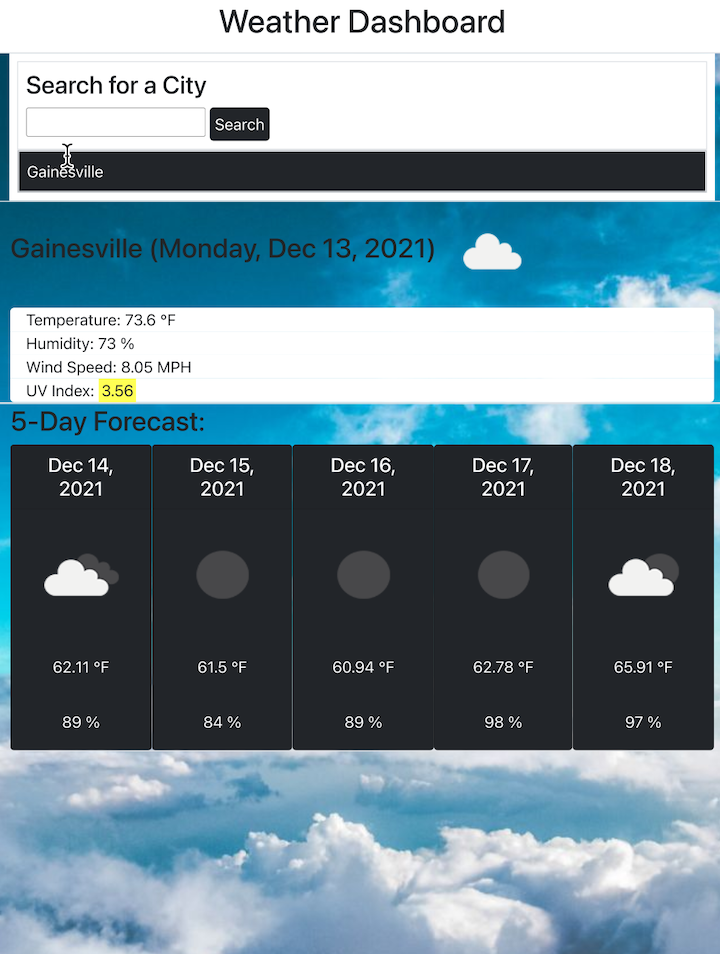 Weather Dashboard
Search for a City
Search
Gainesville
Gainesville (Monday, Dec 13, 2021)
Temperature: 73.6 °F
Humidity: 73 %
Wind Speed: 8.05 MPH
UV Index: 3.56
5-Day Forecast:
Dec 14,
2021
62.11 °F
89 %
Dec 15,
2021
61.5 °F
84 %
Dec 16,
2021
60.94 °F
89 %
Dec 17,
2021
62.78 °F
98 %
Dec 18,
2021
65.91 °F
97 %